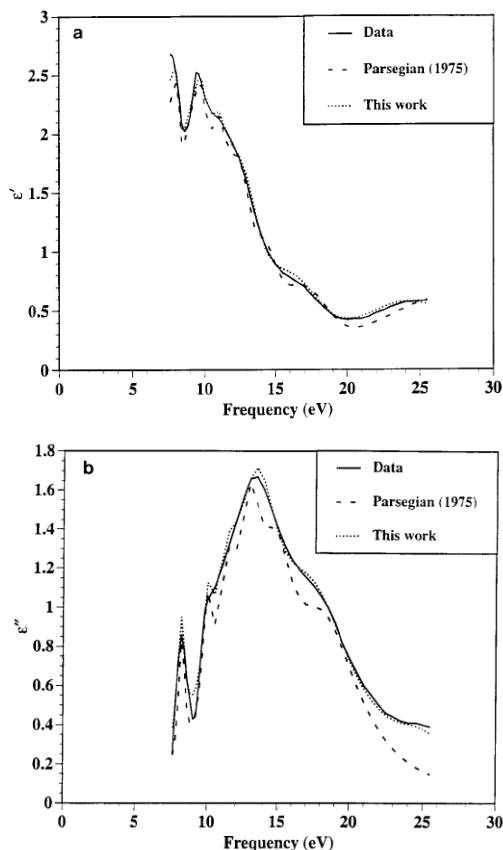 a
Data
Parsegian (1975)
This work
3
2.5
2
1.5
1
0.5
0
ε'
0
5
10
15
20
25
30
Frequency (eV)
b
Data
Parsegian (1975)
This work
1.8
1.6
1.4
1.2
1
0.8
0.6
0.4
0.2
0
ε"
0
5
10
15
20
25
30
Frequency (eV)